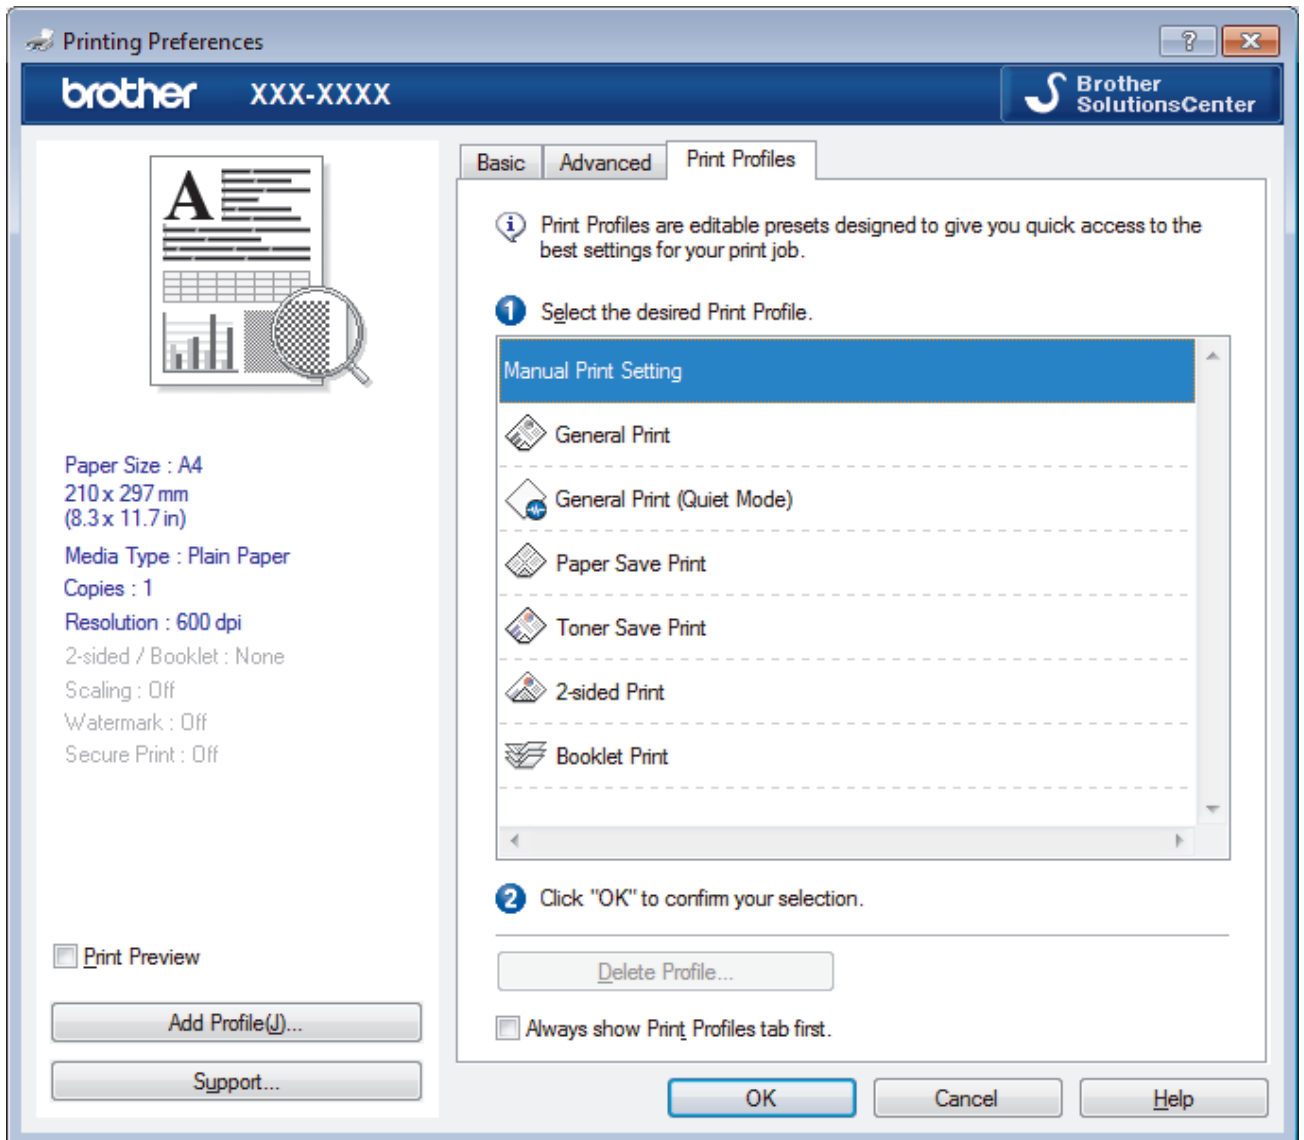 Printing Preferences
brother XXX-XXXX
Brother
SolutionsCenter
A
Paper Size : A4
210 x 297 mm
(8.3 x 11.7 in)
Media Type : Plain Paper
Copies : 1
Resolution : 600 dpi
2-sided / Booklet : None
Scaling : Off
Watermark : Off
Secure Print : Off
Print Preview
Add Profile(J)...
Support...
Basic Advanced Print Profiles
Print Profiles are editable presets designed to give you quick access to the
best settings for your print job.
1 Select the desired Print Profile.
Manual Print Setting
General Print
General Print (Quiet Mode)
Paper Save Print
Toner Save Print
2-sided Print
Booklet Print
2 Click "OK" to confirm your selection.
Delete Profile...
Always show Print Profiles tab first.
OK Cancel Help